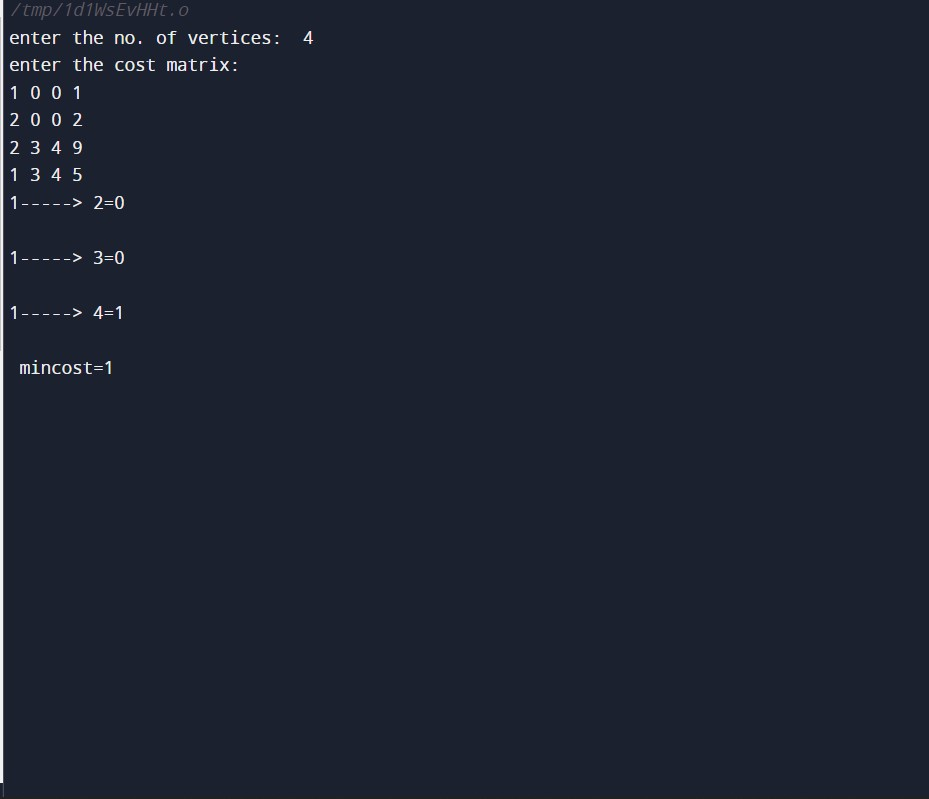 /tmp/1d1WsEvHHt.o
enter the no. of vertices:  4
enter the cost matrix:
1 0 0 1
2 0 0 2
2 3 4 9
1 3 4 5
1-----> 2=0
1-----> 3=0
1-----> 4=1
mincost=1